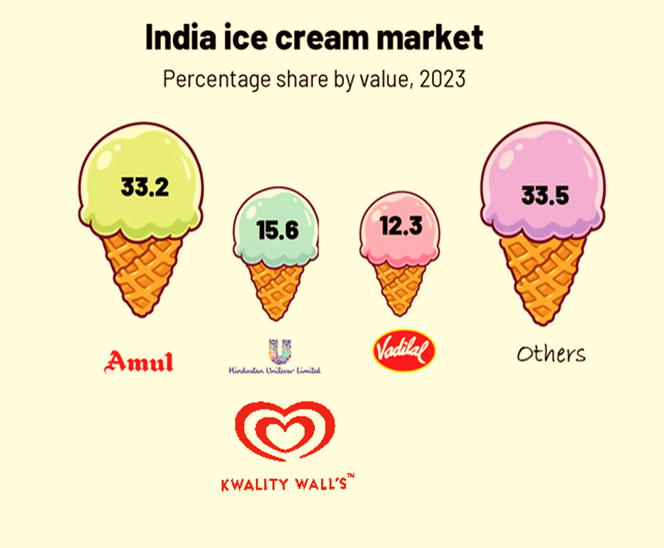 India ice cream market
Percentage share by value, 2023
33.2
15.6
12.3
33.5
Amul
Hindustan Unilever Limited
Vadilal
Others
KWALITY WALL'S™